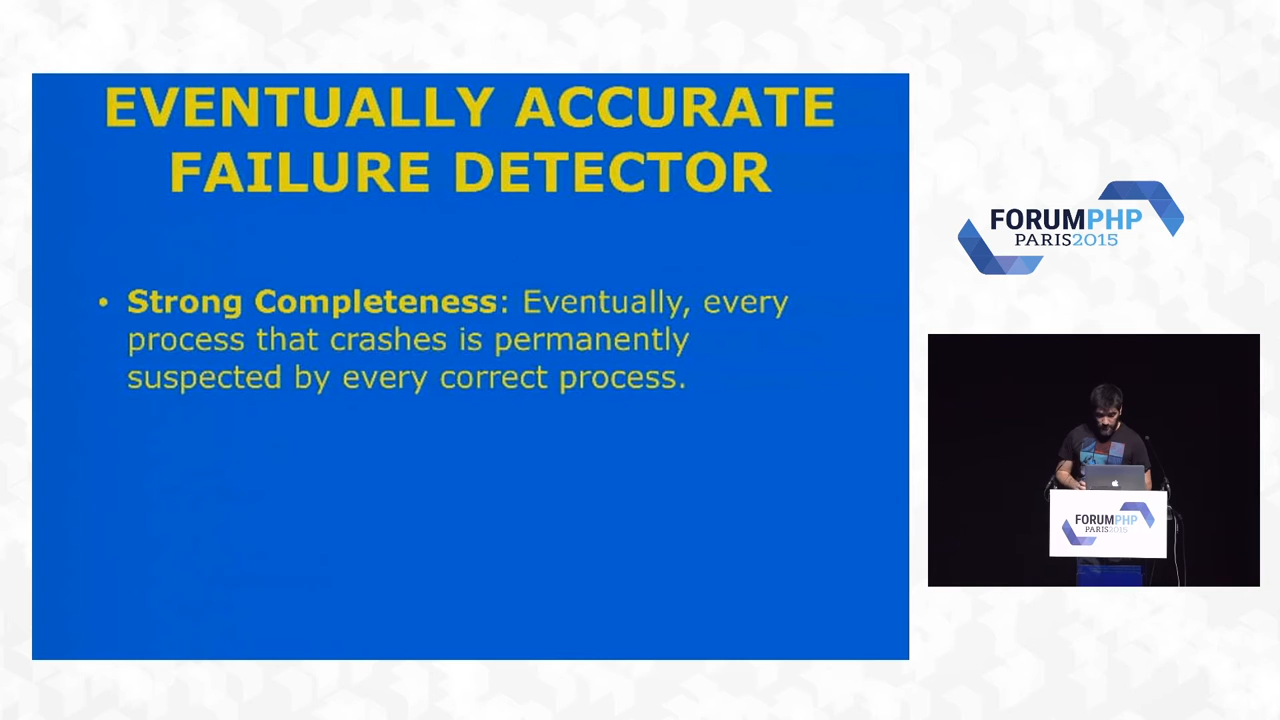 EVENTUALLY ACCURATE
FAILURE DETECTOR
• Strong Completeness: Eventually, every
process that crashes is permanently
suspected by every correct process.
FORUMPHP
PARIS2015
FORUMPHP
PARIS2015